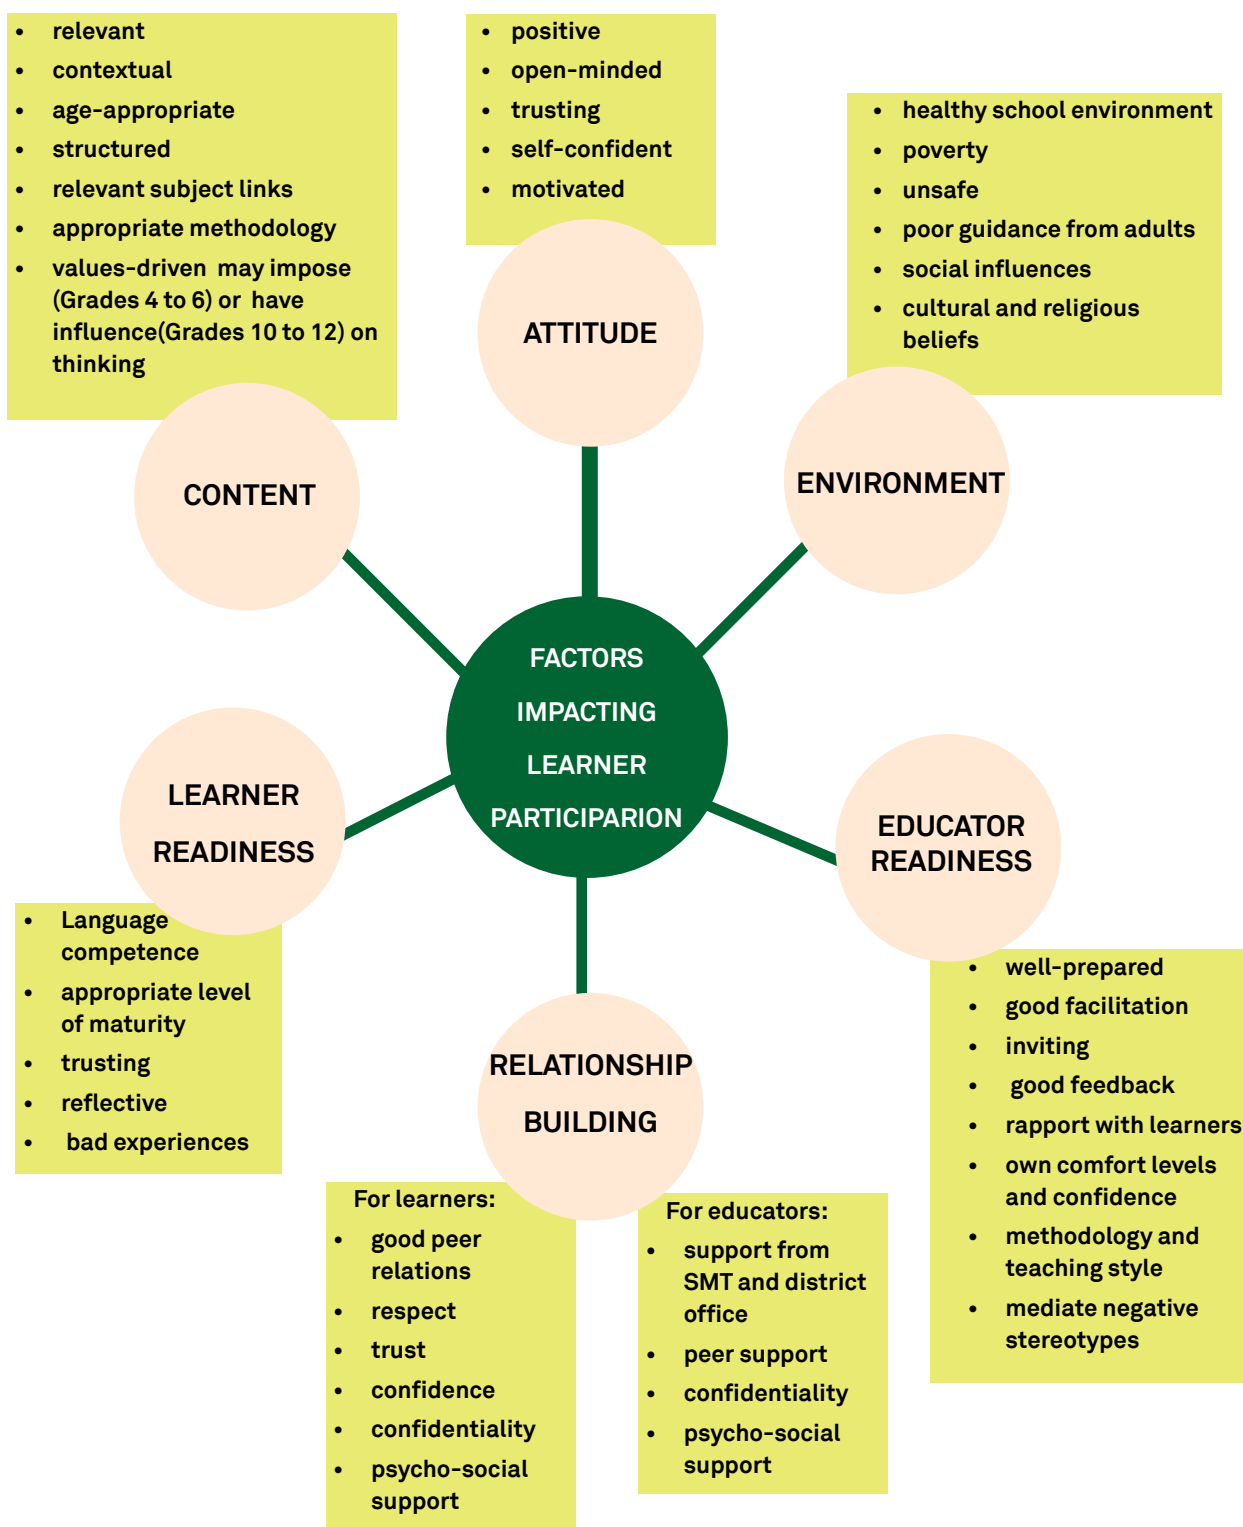 • relevant
• contextual
• age-appropriate
• structured
• relevant subject links
• appropriate methodology
• values-driven  may impose
(Grades 4 to 6) or  have
influence(Grades 10 to 12) on
thinking
CONTENT
• positive
• open-minded
• trusting
• self-confident
• motivated
ATTITUDE
• healthy school environment
• poverty
• unsafe
• poor guidance from adults
• social influences
• cultural and religious
beliefs
ENVIRONMENT
FACTORS
IMPACTING
LEARNER
PARTICIPARION
LEARNER
READINESS
• Language
competence
• appropriate level
of maturity
• trusting
• reflective
• bad experiences
EDUCATOR
READINESS
• well-prepared
• good facilitation
• inviting
• good feedback
• rapport with learners
• own comfort levels
and confidence
• methodology and
teaching style
• mediate negative
stereotypes
RELATIONSHIP
BUILDING
For learners:
• good peer
relations
• respect
• trust
• confidence
• confidentiality
• psycho-social
support
For educators:
• support from
SMT and district
office
• peer support
• confidentiality
• psycho-social
support